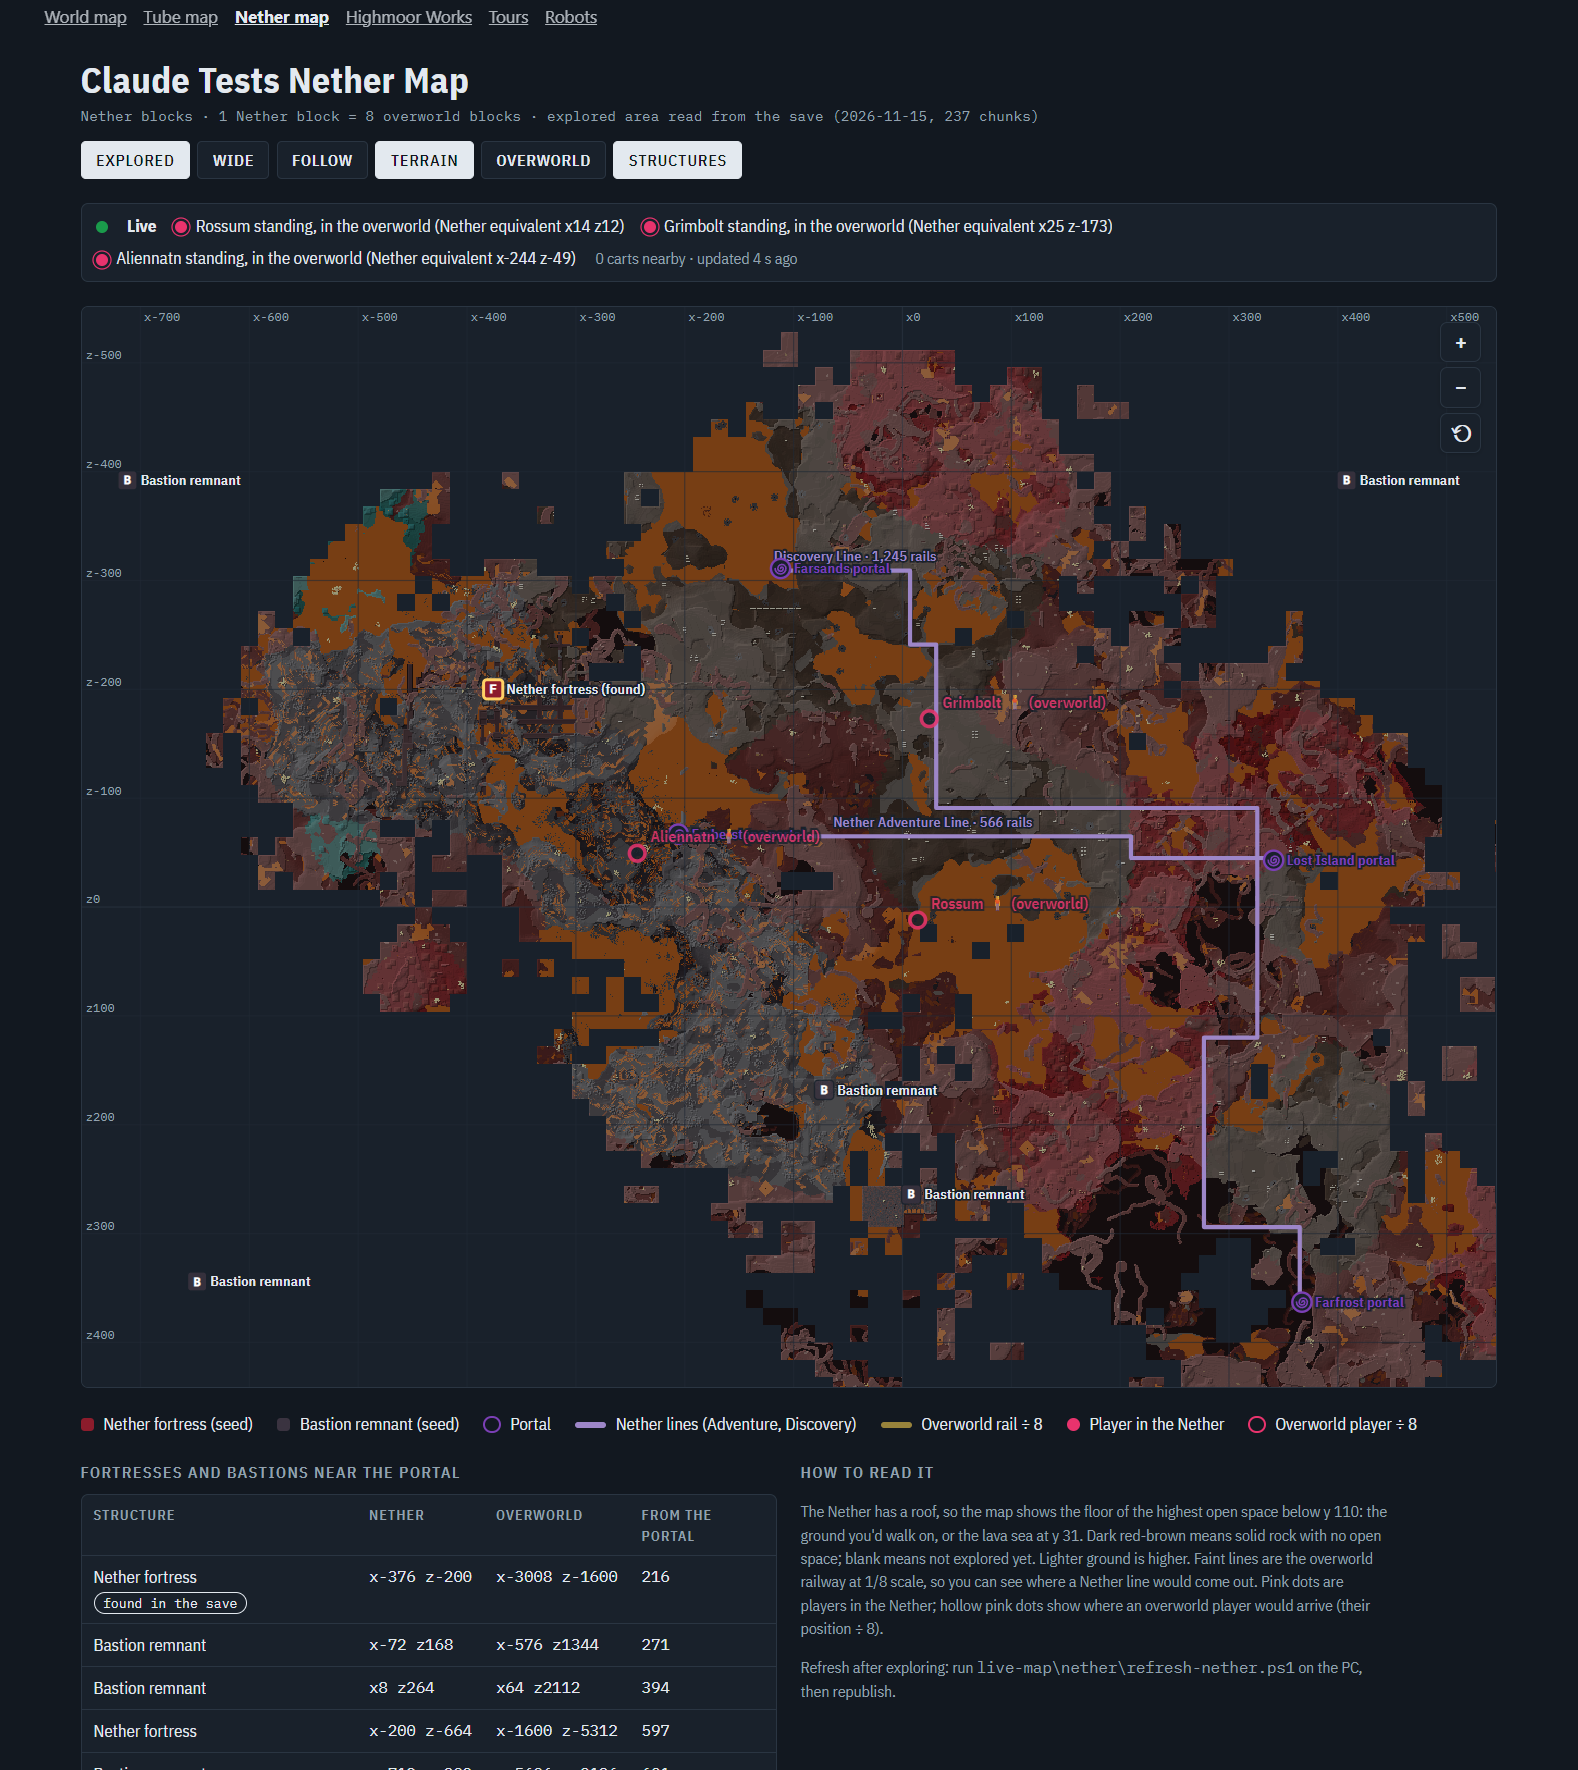 World map Tube map Nether map Highmoor Works Tours Robots
Claude Tests Nether Map
Nether blocks · 1 Nether block = 8 overworld blocks · explored area read from the save (2026-11-15, 237 chunks)
EXPLORED WIDE FOLLOW TERRAIN OVERWORLD STRUCTURES
Live Rossum standing, in the overworld (Nether equivalent x14 z12) Grimbolt standing, in the overworld (Nether equivalent x25 z-173)
Aliennatn standing, in the overworld (Nether equivalent x-244 z-49) 0 carts nearby · updated 4 s ago
x-700 x-600 x-500 x-400 x-300 x-200 x-100 x0 x100 x200 x300 x400 x500
+
z-500
−
z-400
B Bastion remnant
B Bastion remnant
Discovery Line · 1,245 rails
Farsands portal
z-300
z-200
F Nether fortress (found)
Grimbolt (overworld)
z-100
Nether Adventure Line · 566 rails
Aliennatn (overworld)
Lost Island portal
z0
Rossum (overworld)
z100
B Bastion remnant
z200
B Bastion remnant
z300
B Bastion remnant
Farfrost portal
z400
Nether fortress (seed) Bastion remnant (seed) Portal Nether lines (Adventure, Discovery) Overworld rail ÷ 8 Player in the Nether Overworld player ÷ 8
FORTRESSES AND BASTIONS NEAR THE PORTAL
STRUCTURE NETHER OVERWORLD FROM THE PORTAL
Nether fortress x-376 z-200 x-3008 z-1600 216
found in the save
Bastion remnant x-72 z168 x-576 z1344 271
Bastion remnant x8 z264 x64 z2112 394
Nether fortress x-200 z-664 x-1600 z-5312 597
HOW TO READ IT
The Nether has a roof, so the map shows the floor of the highest open space below y 110: the
ground you'd walk on, or the lava sea at y 31. Dark red-brown means solid rock with no open
space; blank means not explored yet. Lighter ground is higher. Faint lines are the overworld
railway at 1/8 scale, so you can see where a Nether line would come out. Pink dots are
players in the Nether; hollow pink dots show where an overworld player would arrive (their
position ÷ 8).
Refresh after exploring: run live-map\nether\refresh-nether.ps1 on the PC,
then republish.